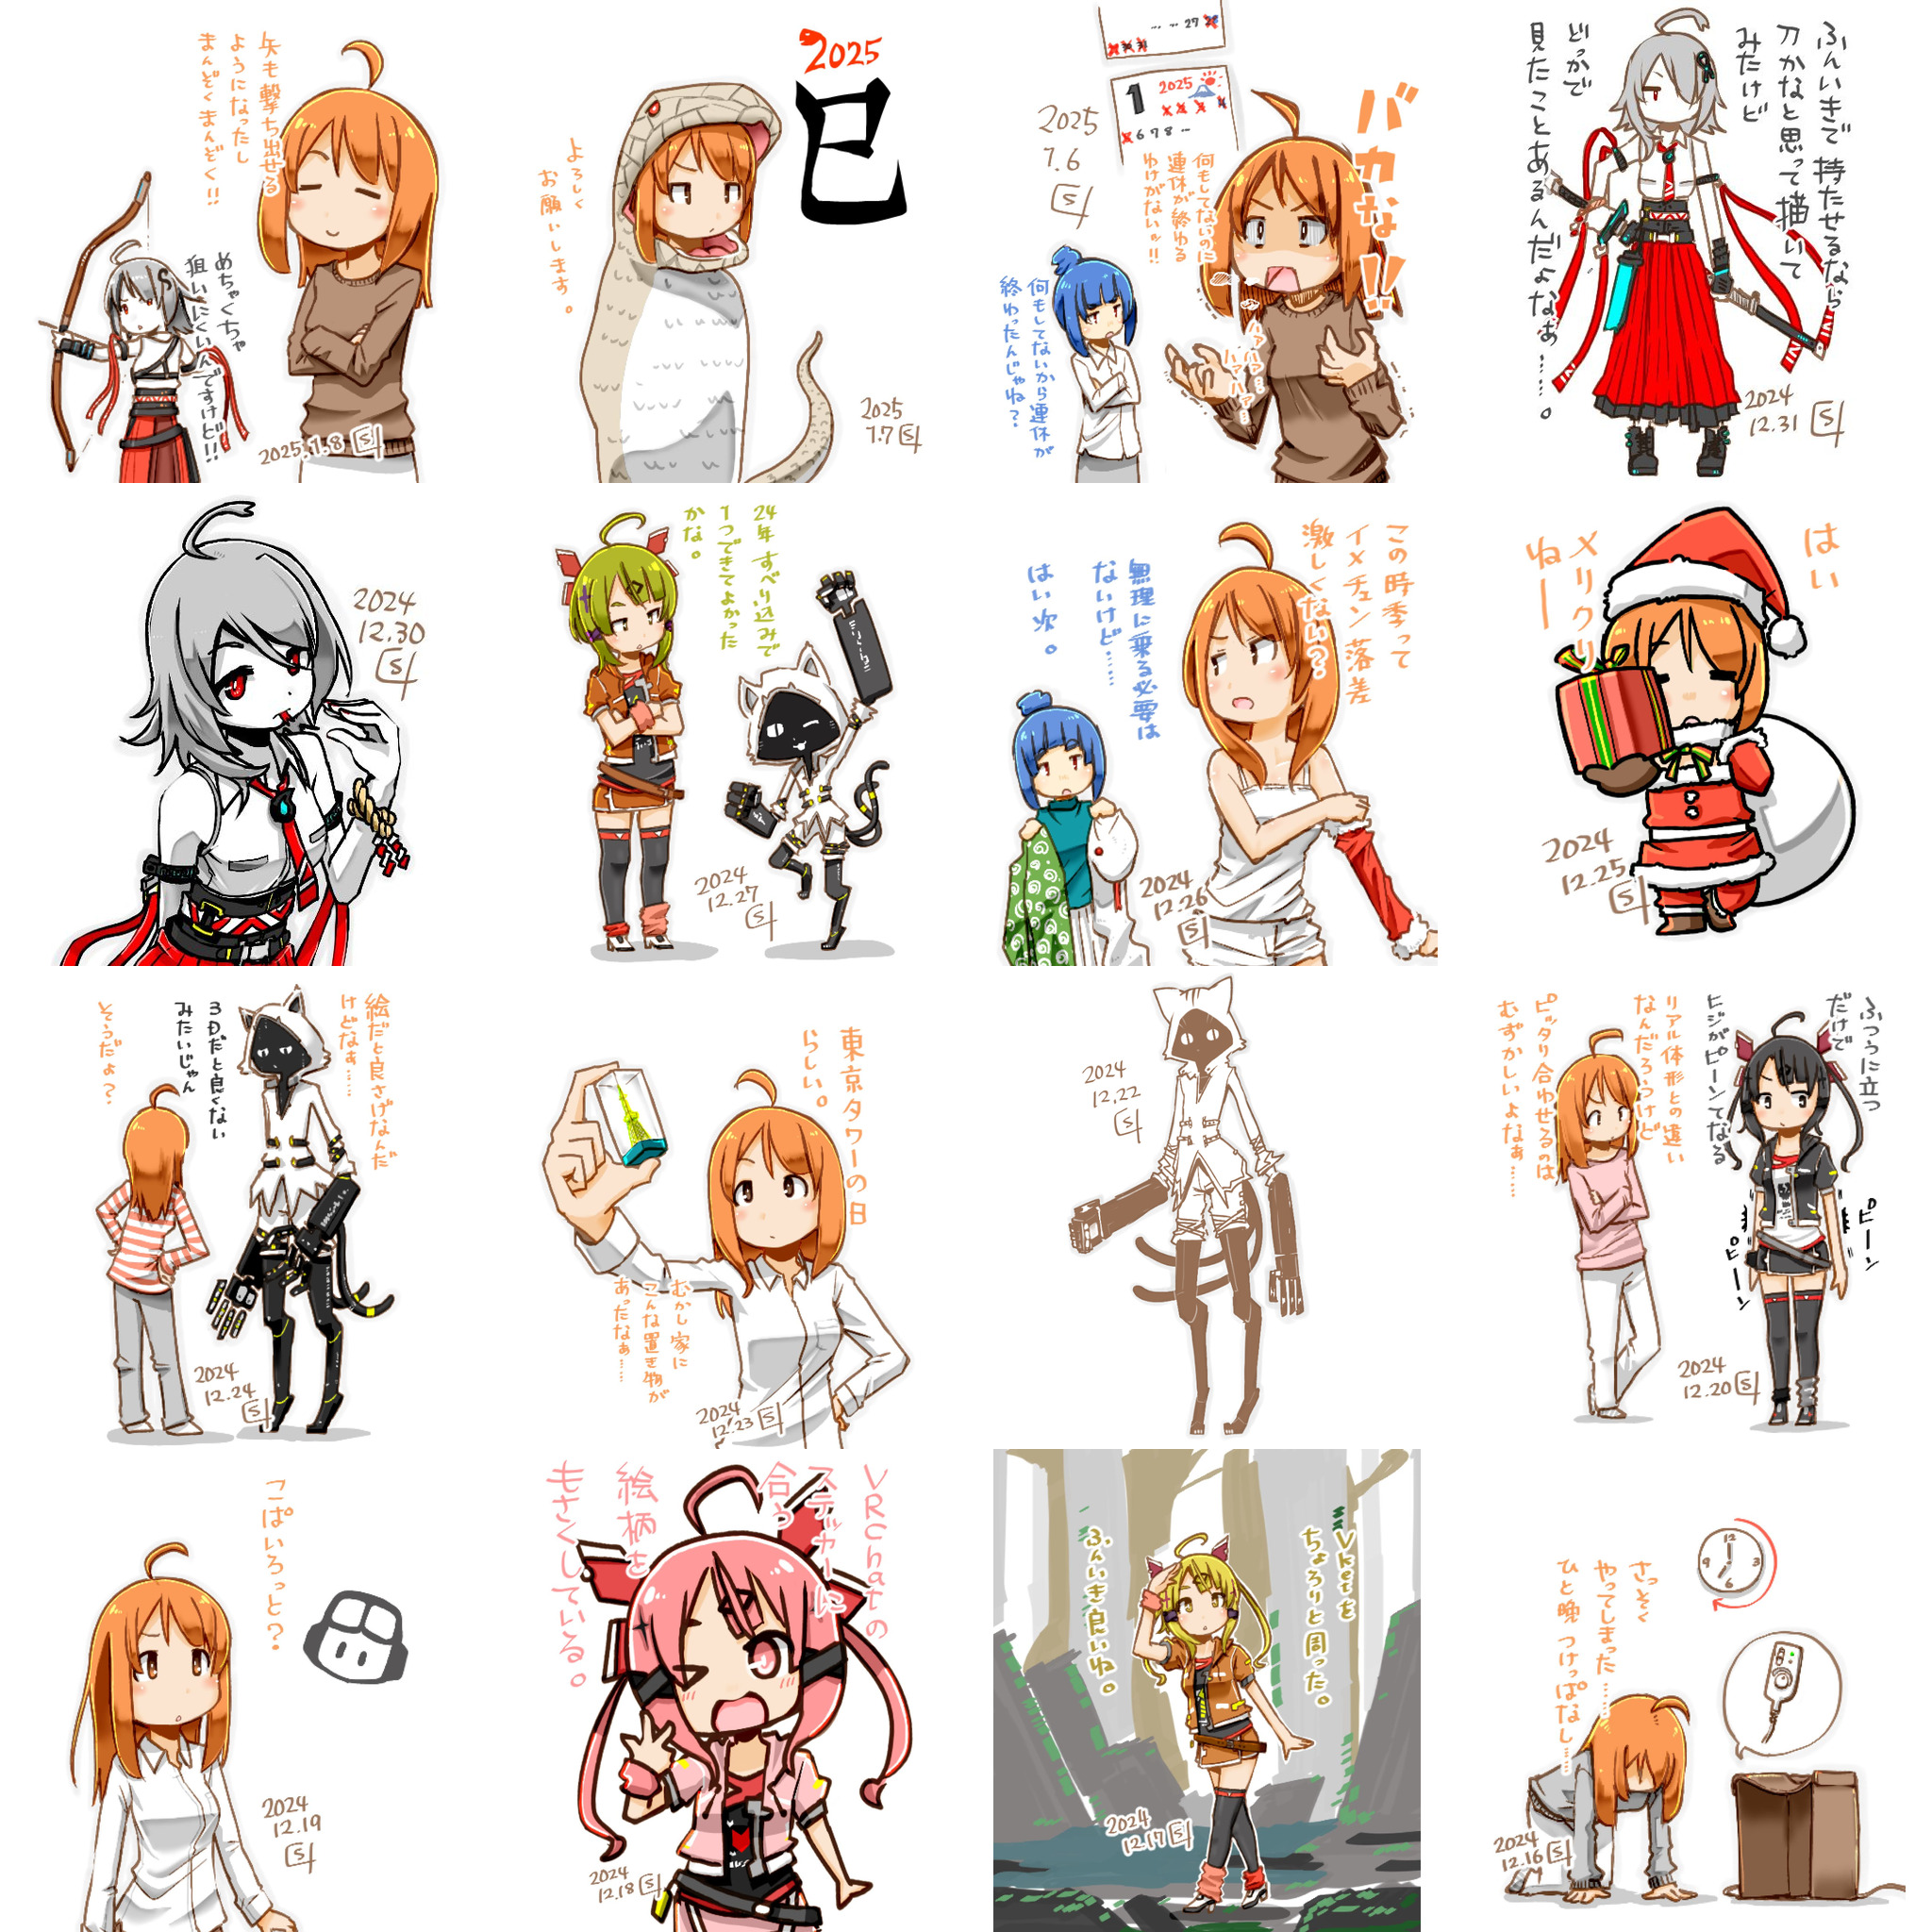 矢も撃ち出せる
ようになったし
まんぞくまんぞく!!
めちゃくちゃ
狙いにくいんですけど!!
2025.1.8
S
2025
巳
よろしく
お願いします。
2025
1.7
S
... ... 27 28
1
2025
6 7 8 ...
2025
1.6
S
バカな!!
何もしてないのに
連休が終わる
わけがないッ!!
ハァハァ…
ハァハァ…
何もしてないから連休が
終わったんじゃね?
ふんいきで持たせるなら
刀かなと思って描いて
みたけど
どっかで
見たことあるんだよなぁ……。
2024
12.31
S
2024
12.30
S
24年 すべり込みで
1つできてよかった
かな。
2024
12.27
S
この時季って
イメチェン落差
激しくない?
無理に乗る必要は
ないけど……
はい次。
2024
12.26
S
はい
メリクリ
ねー
2024
12.25
S
絵だと良さげなんだ
けどなぁ……
3Dだと良くない
みたいじゃん
そうだよ?
2024
12.24
S
東京タワーの日
らしい。
むかし家に
こんな置き物が
あったなぁ……
2024
12.23
S
2024
12.22
S
ふつうに立つ
だけで
ヒジがピーンてなる
リアル体形との違い
なんだろうけど
ピッタリ合わせるのは
むずかしいよなぁ……
ピーン
ピーン
2024
12.20
S
こぱいろっと?
2024
12.19
S
VRChatの
ステッカーに
合う
絵柄を
もさくしている。
2024
12.18
S
Vketを
ちょろりと周った。
ふんいき良いね。
2024
12.17
S
12
3
6
9
さっそく
やってしまった……
ひと晩 つけっぱなし……
2024
12.16
S